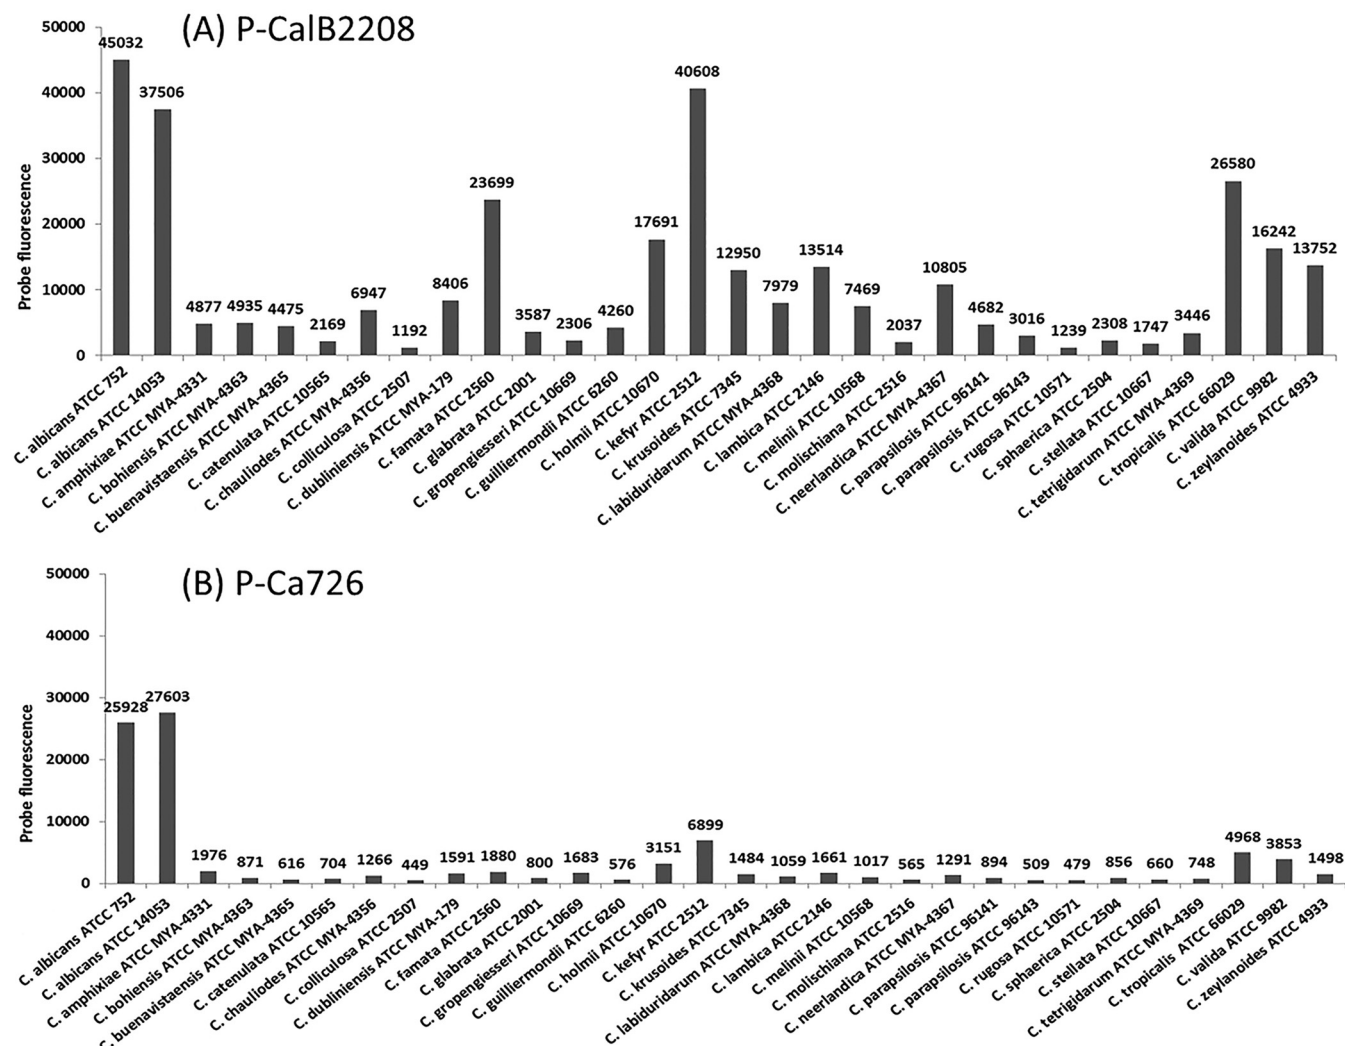 (A) P-CalB2208
Probe fluorescence
50000
40000
30000
20000
10000
0
45032
37506
4877
4935
4475
2169
6947
1192
8406
23699
3587
2306
4260
17691
40608
12950
7979
13514
7469
2037
10805
4682
3016
1239
2308
1747
3446
26580
16242
13752
C. albicans ATCC 752
C. albicans ATCC 14053
C. amphixiae ATCC MYA-4331
C. bohiensis ATCC MYA-4363
C. buenavistaensis ATCC MYA-4365
C. catenulata ATCC 10565
C. chauliodes ATCC MYA-4356
C. colliculosa ATCC 2507
C. dubliniensis ATCC MYA-179
C. famata ATCC 2560
C. glabrata ATCC 2001
C. gropengiesseri ATCC 10669
C. guilliermondii ATCC 6260
C. holmii ATCC 10670
C. kefyr ATCC 2512
C. krusoides ATCC 7345
C. labiduridarum ATCC MYA-4368
C. lambica ATCC 2146
C. melinii ATCC 10568
C. molischiana ATCC 2516
C. neerlandica ATCC MYA-4367
C. parapsilosis ATCC 96141
C. parapsilosis ATCC 96143
C. rugosa ATCC 10571
C. sphaerica ATCC 2504
C. stellata ATCC 10667
C. tetrigidarum ATCC MYA-4369
C. tropicalis ATCC 66029
C. valida ATCC 9982
C. zeylanoides ATCC 4933
(B) P-Ca726
Probe fluorescence
50000
40000
30000
20000
10000
0
25928
27603
1976
871
616
704
1266
449
1591
1880
800
1683
576
3151
6899
1484
1059
1661
1017
565
1291
894
509
479
856
660
748
4968
3853
1498
C. albicans ATCC 752
C. albicans ATCC 14053
C. amphixiae ATCC MYA-4331
C. bohiensis ATCC MYA-4363
C. buenavistaensis ATCC MYA-4365
C. catenulata ATCC 10565
C. chauliodes ATCC MYA-4356
C. colliculosa ATCC 2507
C. dubliniensis ATCC MYA-179
C. famata ATCC 2560
C. glabrata ATCC 2001
C. gropengiesseri ATCC 10669
C. guilliermondii ATCC 6260
C. holmii ATCC 10670
C. kefyr ATCC 2512
C. krusoides ATCC 7345
C. labiduridarum ATCC MYA-4368
C. lambica ATCC 2146
C. melinii ATCC 10568
C. molischiana ATCC 2516
C. neerlandica ATCC MYA-4367
C. parapsilosis ATCC 96141
C. parapsilosis ATCC 96143
C. rugosa ATCC 10571
C. sphaerica ATCC 2504
C. stellata ATCC 10667
C. tetrigidarum ATCC MYA-4369
C. tropicalis ATCC 66029
C. valida ATCC 9982
C. zeylanoides ATCC 4933